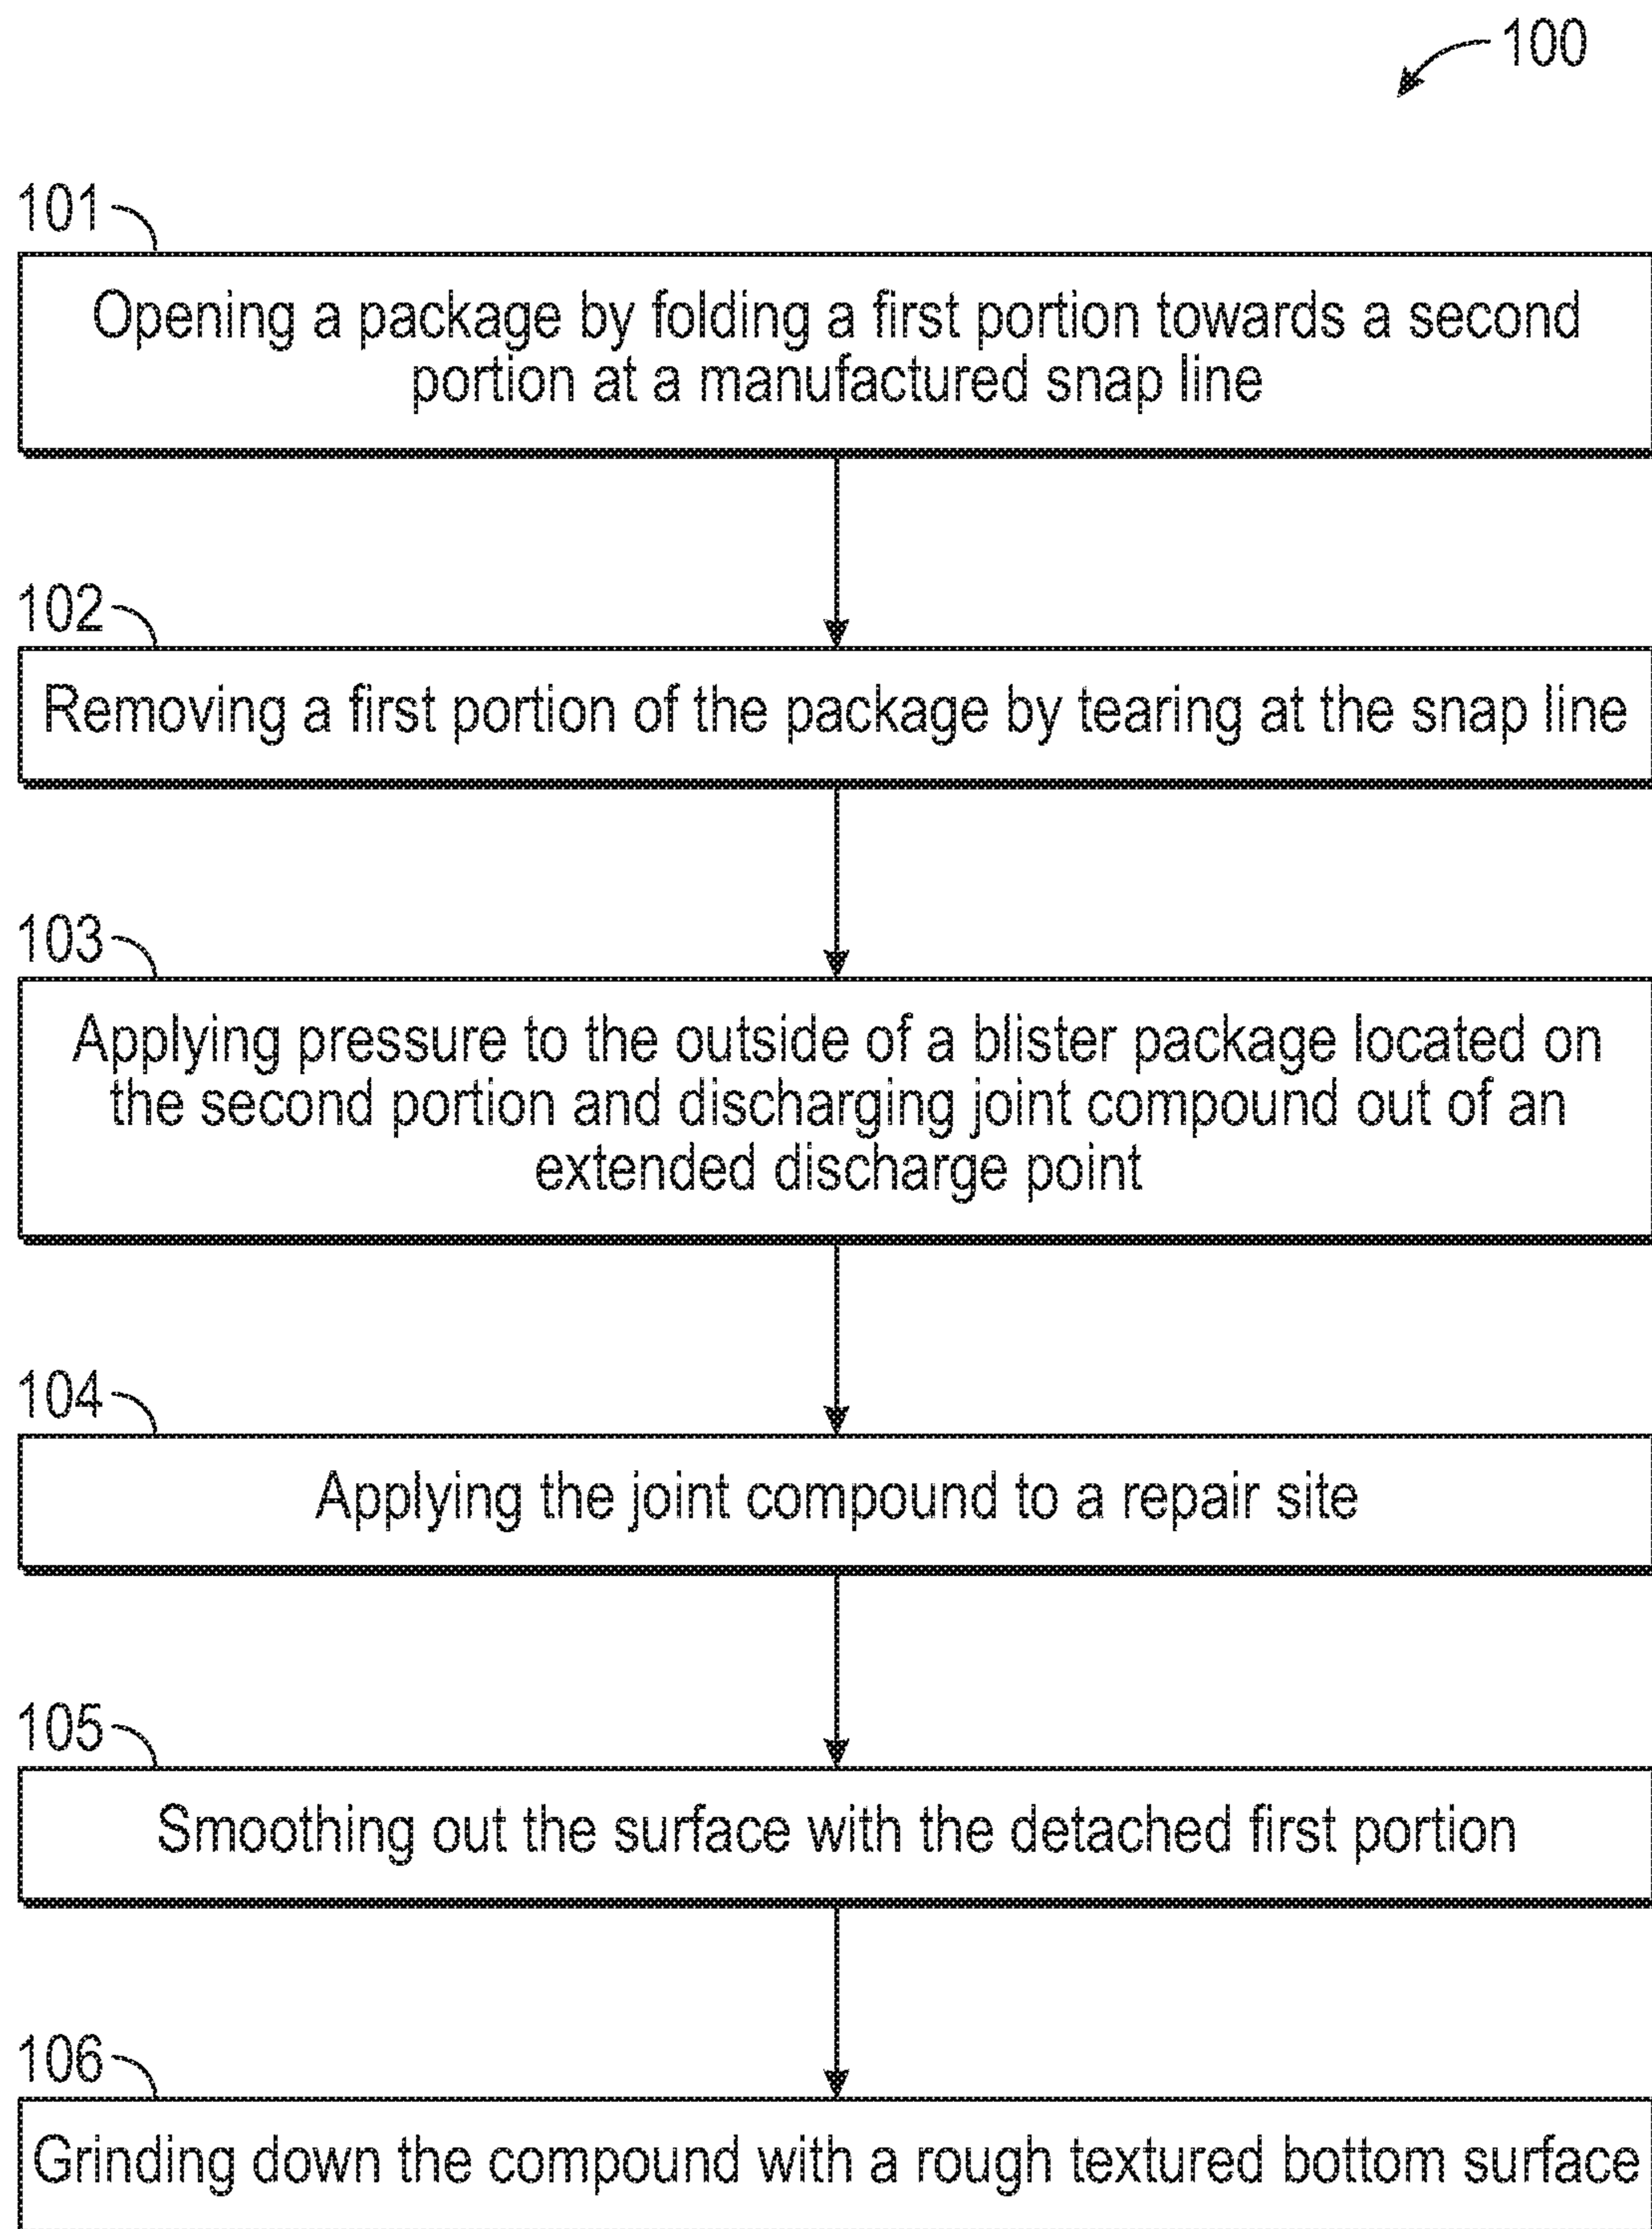 100
101
Opening a package by folding a first portion towards a second
portion at a manufactured snap line
102
Removing a first portion of the package by tearing at the snap line
103
Applying pressure to the outside of a blister package located on
the second portion and discharging joint compound out of an
extended discharge point
104
Applying the joint compound to a repair site
105
Smoothing out the surface with the detached first portion
106
Grinding down the compound with a rough textured bottom surface